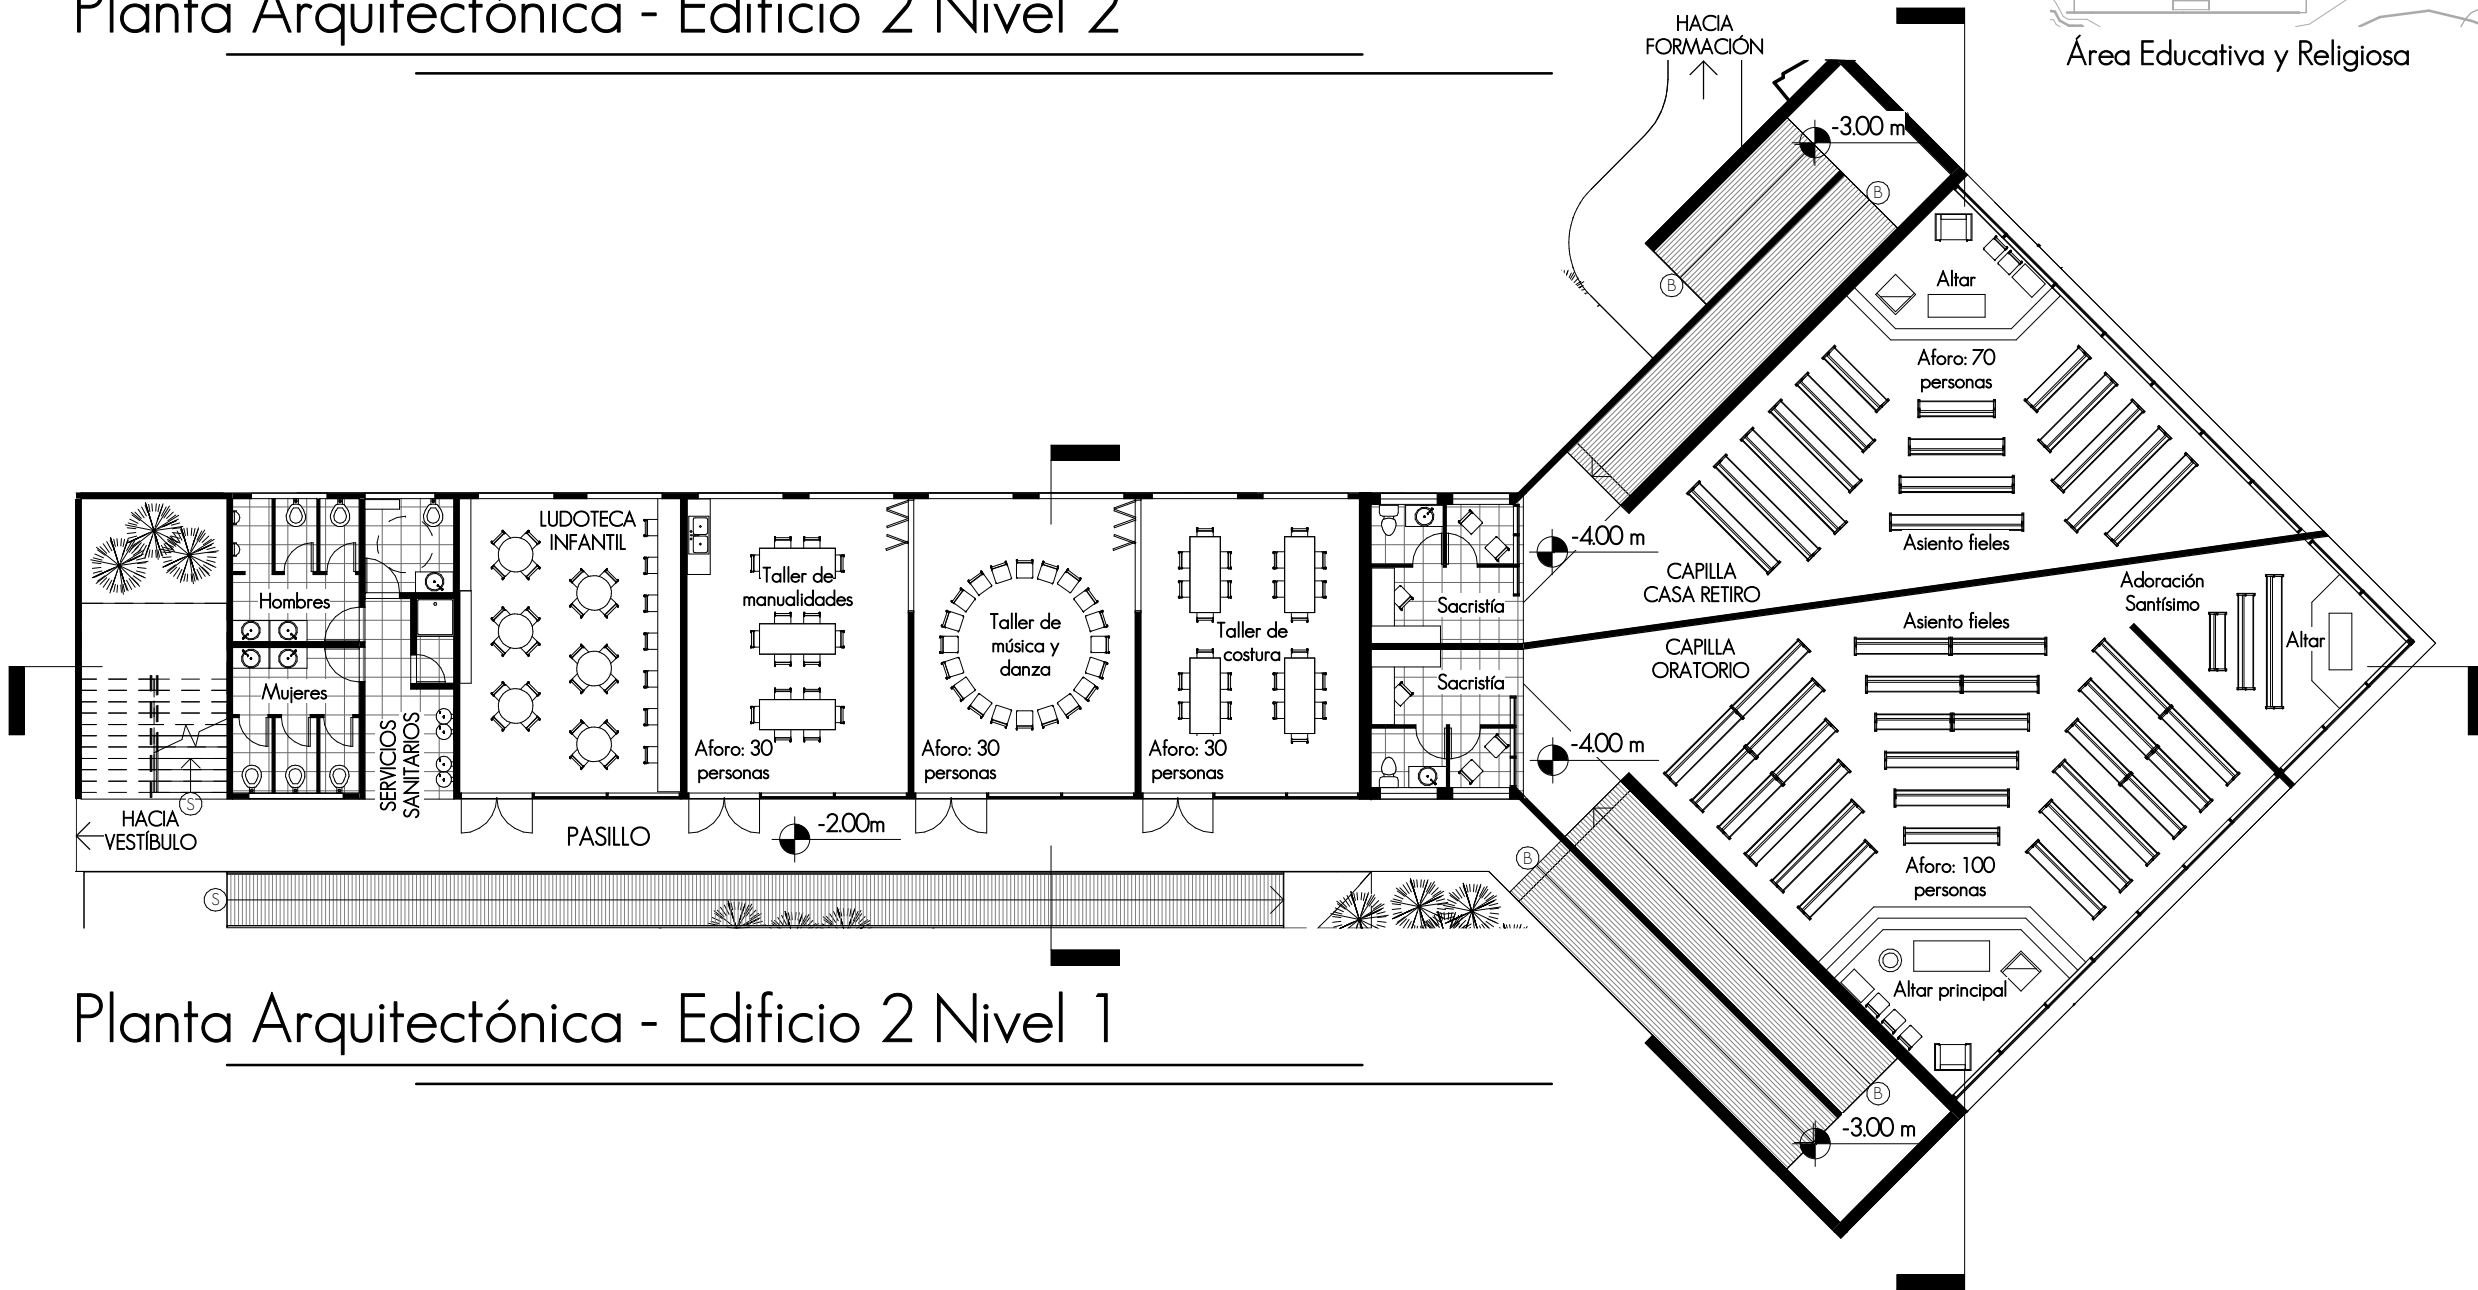 Planta Arquitectónica - Edificio 2 Nivel 2
Área Educativa y Religiosa
HACIA
FORMACIÓN
-3.00 m
B
B
Altar
Aforo: 70
personas
Asiento fieles
CAPILLA
CASA RETIRO
-4.00 m
LUDOTECA
INFANTIL
Taller de
manualidades
Aforo: 30
personas
Taller de
música y
danza
Aforo: 30
personas
Taller de
costura
Aforo: 30
personas
Sacristía
Sacristía
Hombres
Mujeres
SERVICIOS
SANITARIOS
S
HACIA
VESTÍBULO
PASILLO
-2.00m
S
Adoración
Santísimo
Altar
Asiento fieles
CAPILLA
ORATORIO
-4.00 m
Aforo: 100
personas
Altar principal
B
B
-3.00 m
Planta Arquitectónica - Edificio 2 Nivel 1